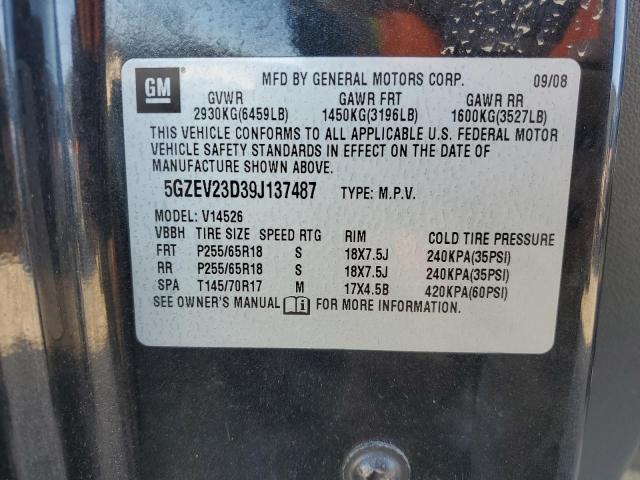 GM MFD BY GENERAL MOTORS CORP. 09/08
GVWR GAWR FRT GAWR RR
2930KG(6459LB) 1450KG(3196LB) 1600KG(3527LB)
THIS VEHICLE CONFORMS TO ALL APPLICABLE U.S. FEDERAL MOTOR
VEHICLE SAFETY STANDARDS IN EFFECT ON THE DATE OF
MANUFACTURE SHOWN ABOVE.
5GZEV23D39J137487 TYPE: M.P.V.
MODEL: V14526
VBBH TIRE SIZE SPEED RTG RIM COLD TIRE PRESSURE
FRT P255/65R18 S 18X7.5J 240KPA(35PSI)
RR P255/65R18 S 18X7.5J 240KPA(35PSI)
SPA T145/70R17 M 17X4.5B 420KPA(60PSI)
SEE OWNER'S MANUAL i FOR MORE INFORMATION.